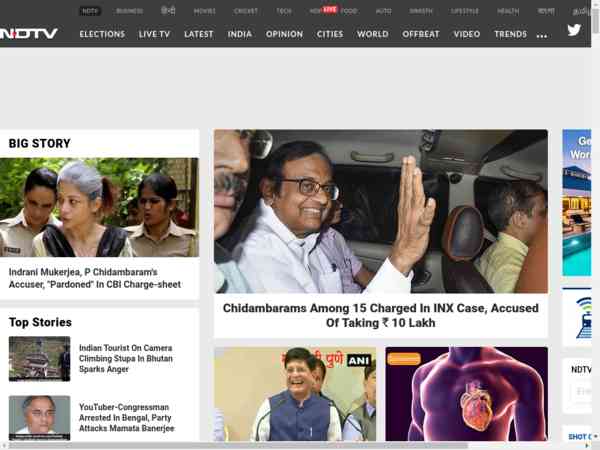 NDTV BUSINESS हिन्दी MOVIES CRICKET TECH HOP LIVE FOOD AUTO SWASTH LIFESTYLE HEALTH বাংলা
NDTV ELECTIONS LIVE TV LATEST INDIA OPINION CITIES WORLD OFFBEAT VIDEO TRENDS ...
BIG STORY
Indrani Mukerjea, P Chidambaram's
Accuser, "Pardoned" In CBI Charge-sheet
Top Stories
Indian Tourist On Camera
Climbing Stupa In Bhutan
Sparks Anger
YouTuber-Congressman
Arrested In Bengal, Party
Attacks Mamata Banerjee
Chidambarams Among 15 Charged In INX Case, Accused
Of Taking ₹ 10 Lakh
पुणे ANI
Sponsored
Ge
Wor
NDTV
SHOT O